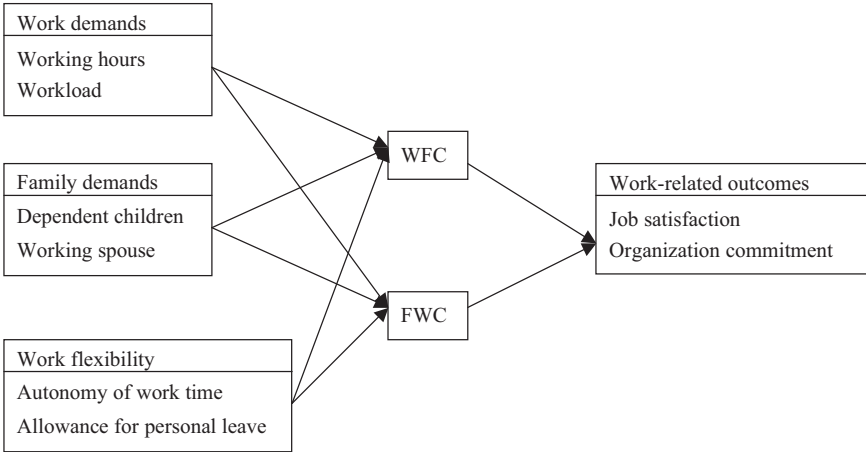 Work demands
Working hours
Workload
WFC
Family demands
Dependent children
Working spouse
Work-related outcomes
Job satisfaction
Organization commitment
FWC
Work flexibility
Autonomy of work time
Allowance for personal leave